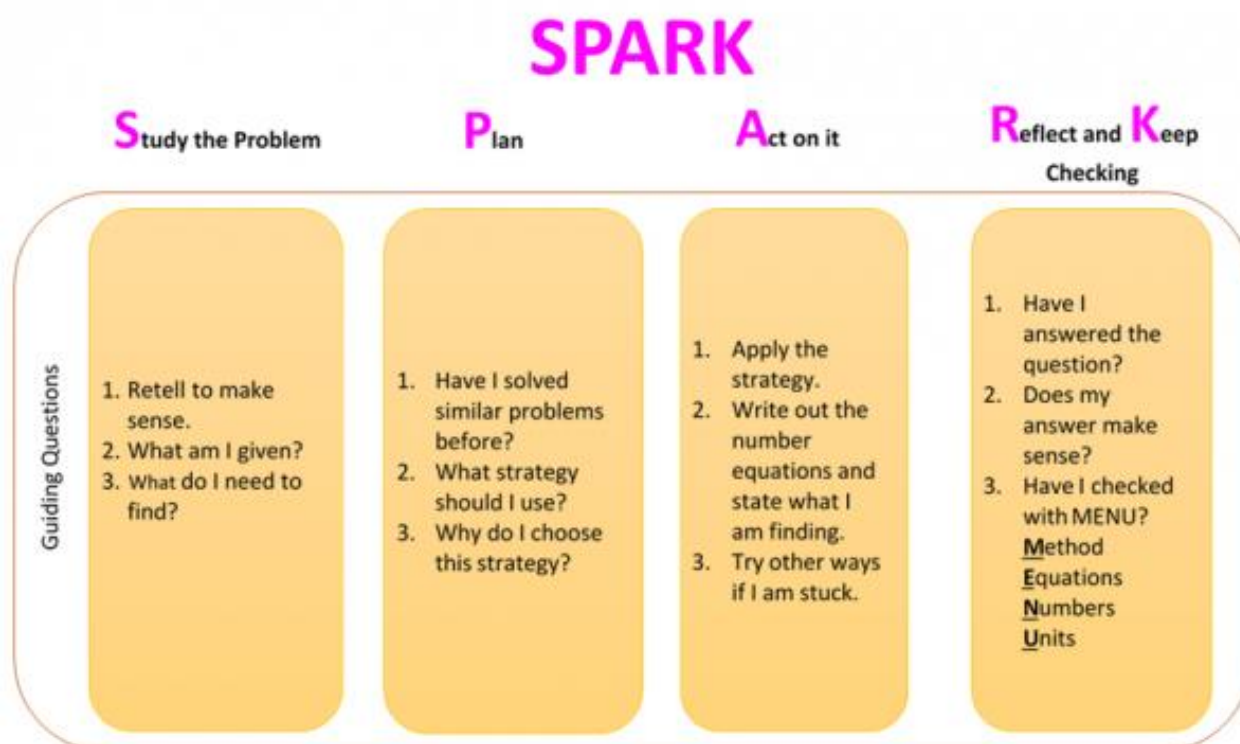 SPARK
Study the Problem
Plan
Act on it
Reflect and Keep
Checking
Guiding Questions
1. Retell to make
sense.
2. What am I given?
3. What do I need to
find?
1. Have I solved
similar problems
before?
2. What strategy
should I use?
3. Why do I choose
this strategy?
1. Apply the
strategy.
2. Write out the
number
equations and
state what I
am finding.
3. Try other ways
if I am stuck.
1. Have I
answered the
question?
2. Does my
answer make
sense?
3. Have I checked
with MENU?
Method
Equations
Numbers
Units